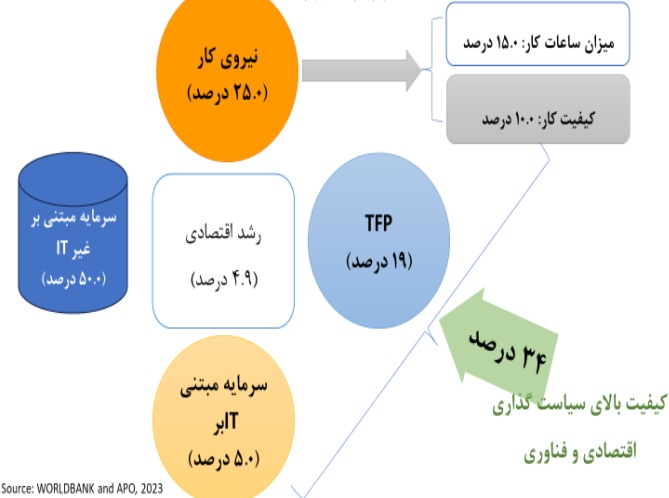 نیروی کار
(۲۵.۰ درصد)
میزان ساعات کار: ۱۵.۰ درصد
کیفیت کار: ۱۰.۰ درصد
سرمایه مبتنی بر
غیر IT
(۵۰.۰ درصد)
رشد اقتصادی
(۴.۹ درصد)
TFP
(۱۹ درصد)
۳۴ درصد
کیفیت بالای سیاست گذاری
اقتصادی و فناوری
سرمایه مبتنی
ITبر
(۵.۰ درصد)
Source: WORLDBANK and APO, 2023